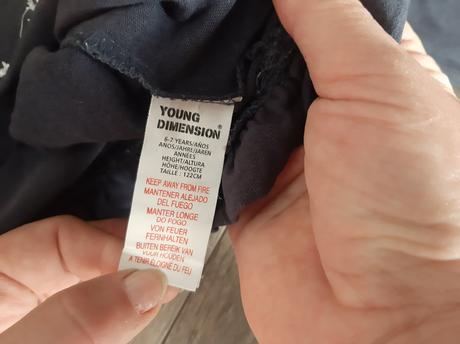 YOUNG
DIMENSION®
6-7 YEARS/AÑOS
ANOS/JAHRE/JAREN
ANNÉES
HEIGHT/ALTURA
HÖHE/HOOGTE
TAILLE : 122CM
KEEP AWAY FROM FIRE
MANTENER ALEJADO
DEL FUEGO
MANTER LONGE
DO FOGO
VON FEUER
FERNHALTEN
BUITEN BEREIK VAN
VUUR HOUDEN
A TENIR ÉLOIGNÉ DU FEU